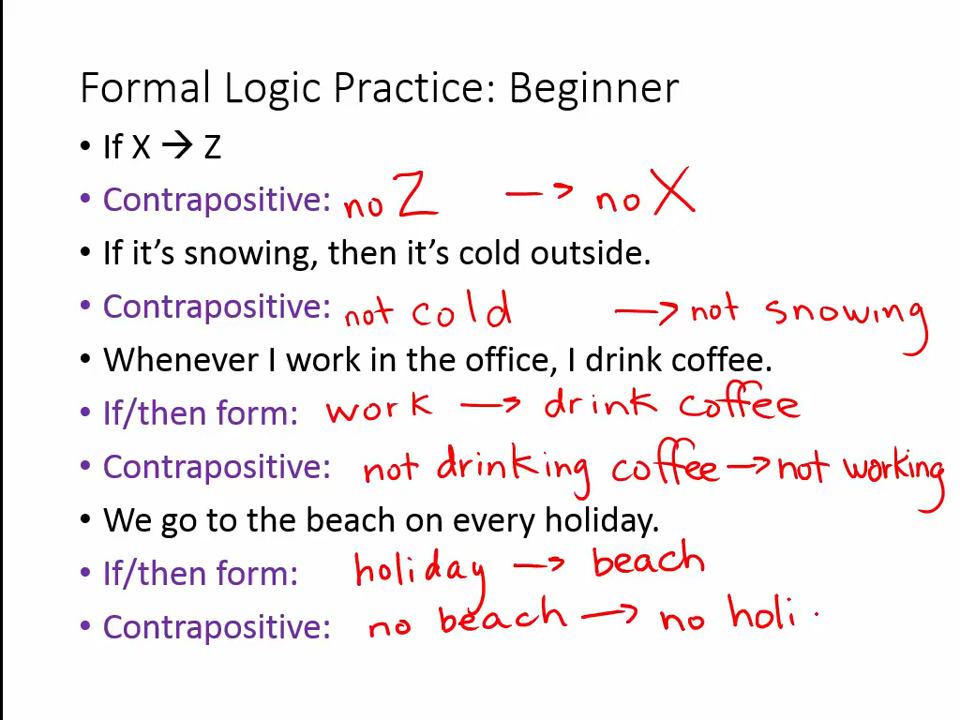 Formal Logic Practice: Beginner
• If X → Z
• Contrapositive: no Z → no X
• If it's snowing, then it's cold outside.
• Contrapositive: not cold → not snowing
• Whenever I work in the office, I drink coffee.
• If/then form: work → drink coffee
• Contrapositive: not drinking coffee → not working
• We go to the beach on every holiday.
• If/then form: holiday → beach
• Contrapositive: no beach → no holi